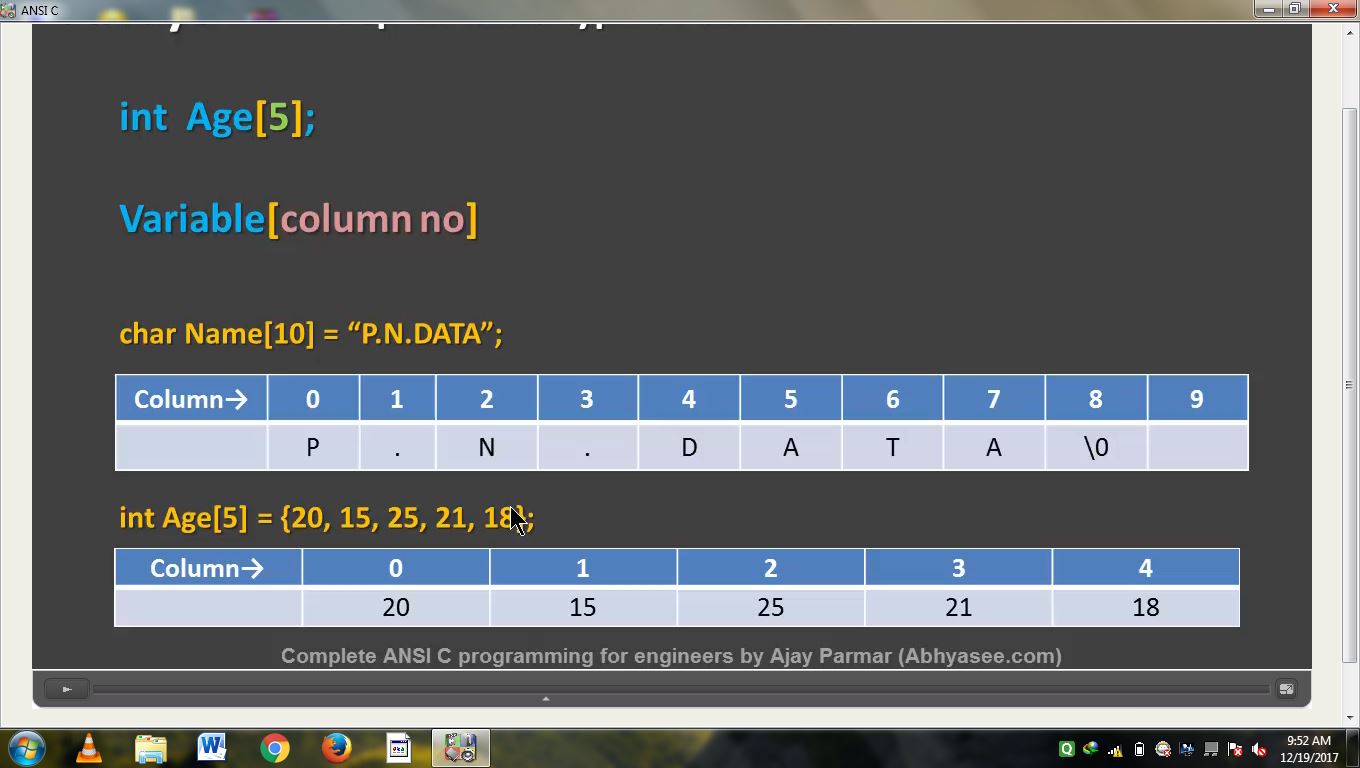 ANSI C
int Age[5];
Variable[column no]
char Name[10] = “P.N.DATA”;
Column→ 0 1 2 3 4 5 6 7 8 9
P . N . D A T A \0
int Age[5] = {20, 15, 25, 21, 18};
Column→ 0 1 2 3 4
20 15 25 21 18
Complete ANSI C programming for engineers by Ajay Parmar (Abhyasee.com)
9:52 AM
12/19/2017